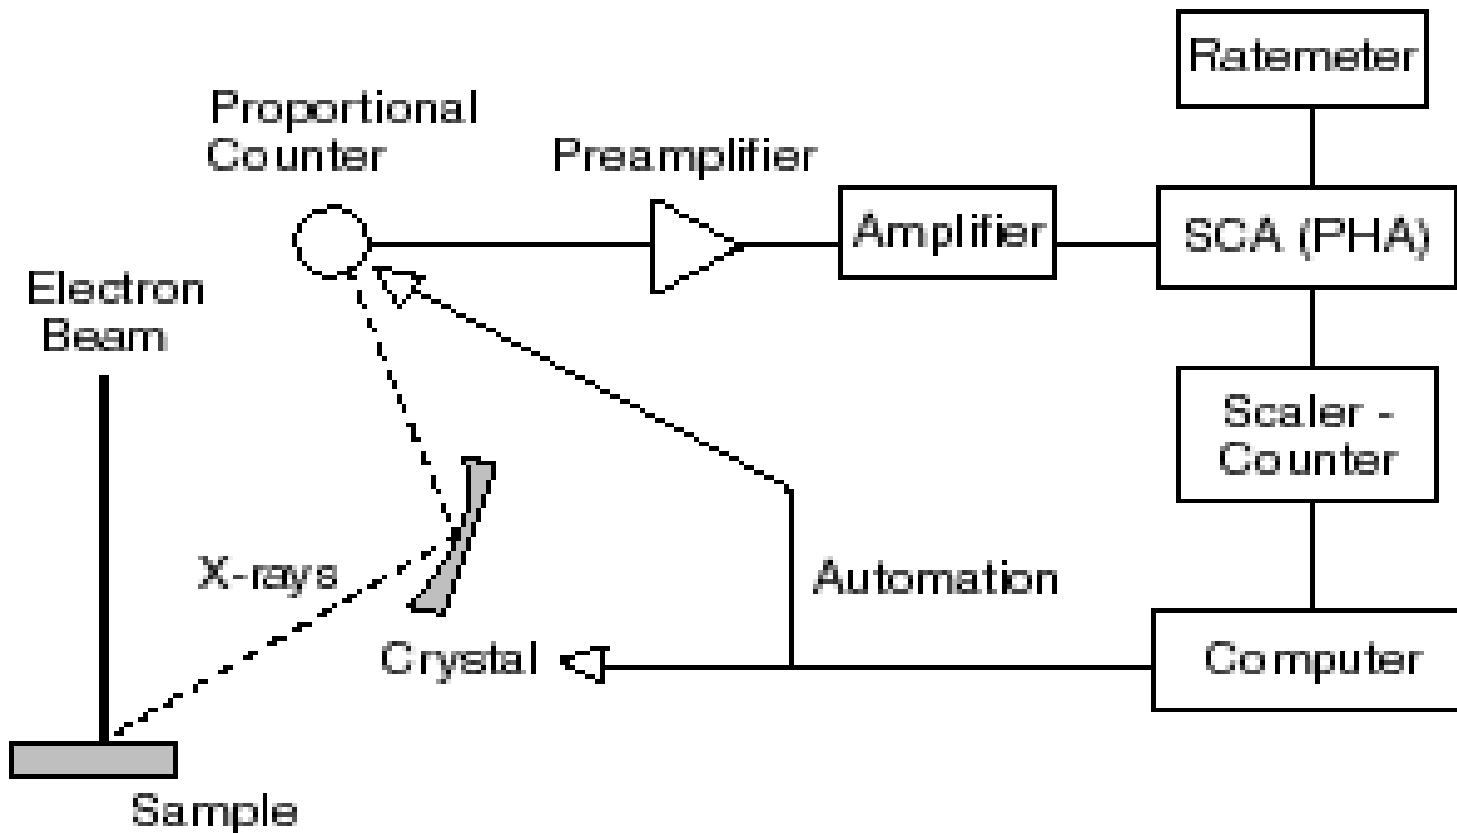 Ratemeter
Proportional
Counter
Preamplifier
Amplifier
SCA (PHA)
Electron
Beam
Scaler -
Counter
X-rays
Automation
Crystal
Computer
Sample